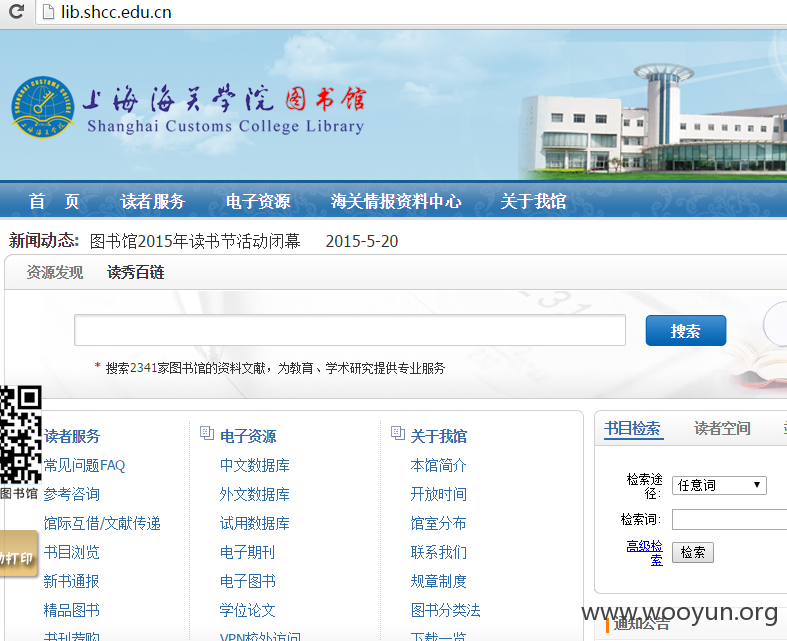 lib.shcc.edu.cn
上海海关学院图书馆
Shanghai Customs College Library
首 页 读者服务 电子资源 海关情报资料中心 关于我馆
新闻动态: 图书馆2015年读书节活动闭幕 2015-5-20
资源发现 读秀百链
搜索
* 搜索2341家图书馆的资料文献，为教育、学术研究提供专业服务
图书馆
打印
读者服务
常见问题FAQ
参考咨询
馆际互借/文献传递
书目浏览
新书通报
精品图书
书刊荐购
电子资源
中文数据库
外文数据库
试用数据库
电子期刊
电子图书
学位论文
VPN校外访问
关于我馆
本馆简介
开放时间
馆室分布
联系我们
规章制度
图书分类法
下载一览
书目检索 读者空间
检索途
径:
任意词
检索词:
高级检
索
检索
通知公告
www.wooyun.org